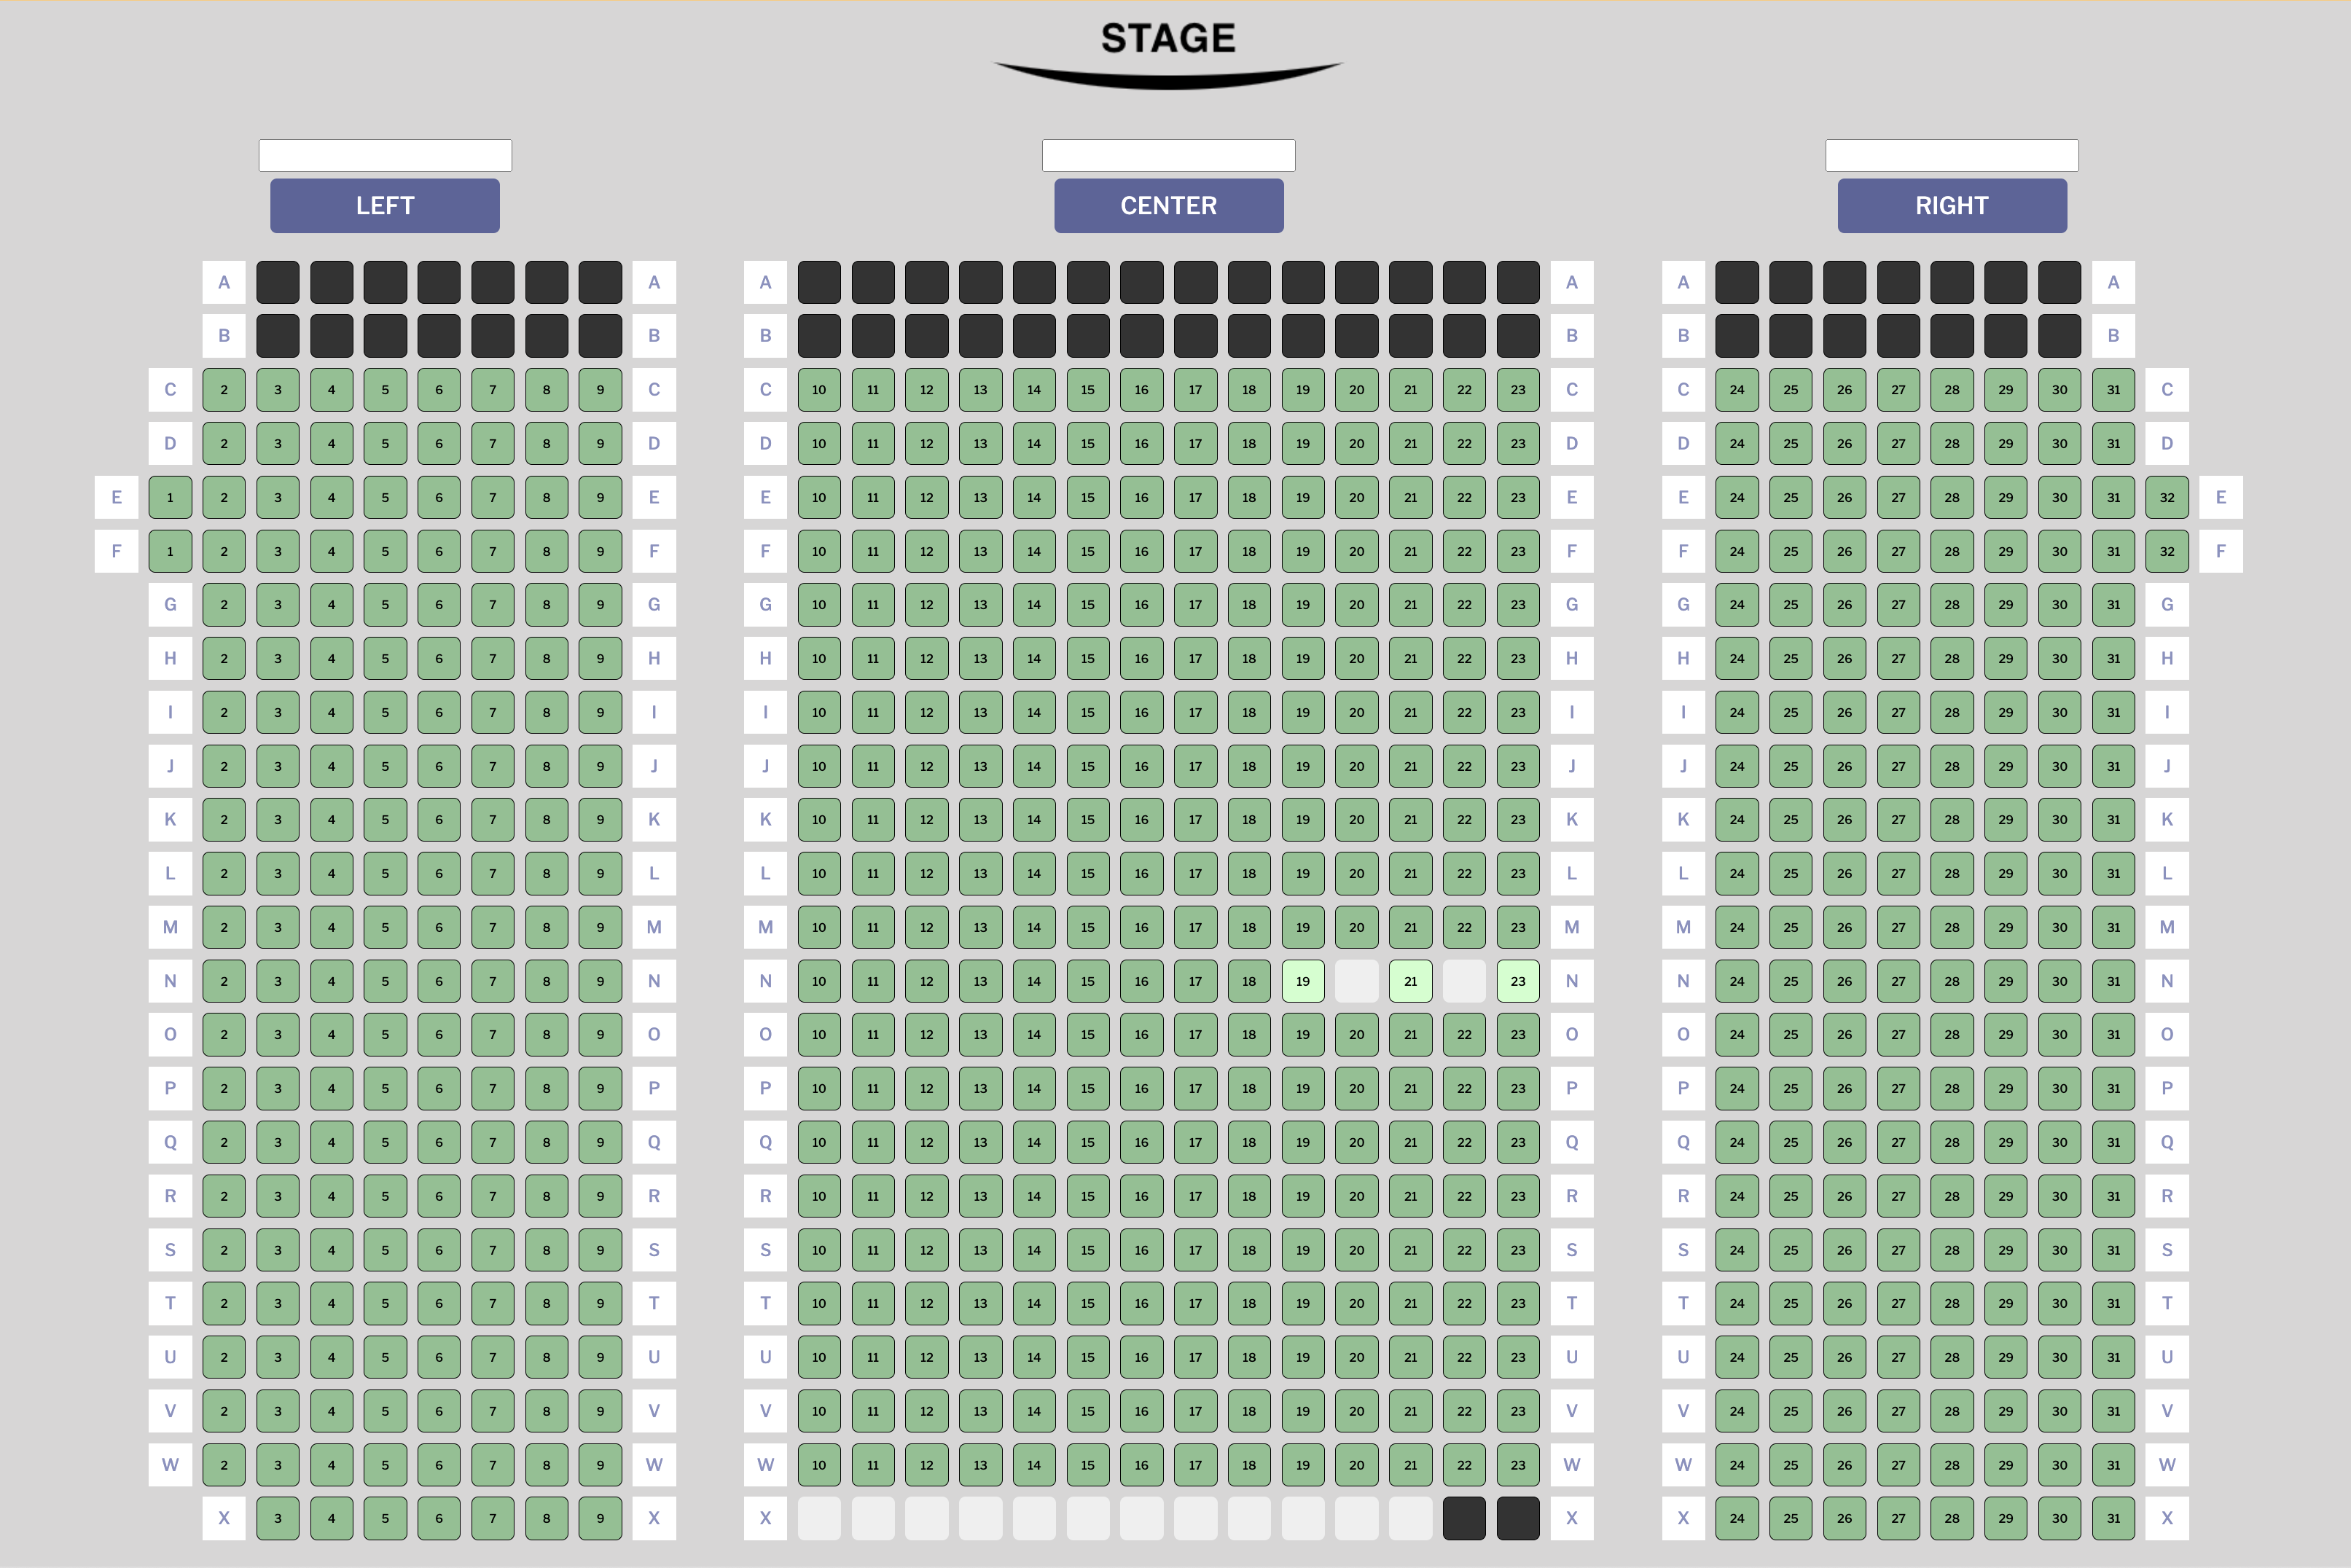 STAGE
LEFT CENTER RIGHT
A A A A A A
B B B B B B
C 2 3 4 5 6 7 8 9 C C 10 11 12 13 14 15 16 17 18 19 20 21 22 23 C C 24 25 26 27 28 29 30 31 C
D 2 3 4 5 6 7 8 9 D D 10 11 12 13 14 15 16 17 18 19 20 21 22 23 D D 24 25 26 27 28 29 30 31 D
E 1 2 3 4 5 6 7 8 9 E E 10 11 12 13 14 15 16 17 18 19 20 21 22 23 E E 24 25 26 27 28 29 30 31 32 E
F 1 2 3 4 5 6 7 8 9 F F 10 11 12 13 14 15 16 17 18 19 20 21 22 23 F F 24 25 26 27 28 29 30 31 32 F
G 2 3 4 5 6 7 8 9 G G 10 11 12 13 14 15 16 17 18 19 20 21 22 23 G G 24 25 26 27 28 29 30 31 G
H 2 3 4 5 6 7 8 9 H H 10 11 12 13 14 15 16 17 18 19 20 21 22 23 H H 24 25 26 27 28 29 30 31 H
I 2 3 4 5 6 7 8 9 I I 10 11 12 13 14 15 16 17 18 19 20 21 22 23 I I 24 25 26 27 28 29 30 31 I
J 2 3 4 5 6 7 8 9 J J 10 11 12 13 14 15 16 17 18 19 20 21 22 23 J J 24 25 26 27 28 29 30 31 J
K 2 3 4 5 6 7 8 9 K K 10 11 12 13 14 15 16 17 18 19 20 21 22 23 K K 24 25 26 27 28 29 30 31 K
L 2 3 4 5 6 7 8 9 L L 10 11 12 13 14 15 16 17 18 19 20 21 22 23 L L 24 25 26 27 28 29 30 31 L
M 2 3 4 5 6 7 8 9 M M 10 11 12 13 14 15 16 17 18 19 20 21 22 23 M M 24 25 26 27 28 29 30 31 M
N 2 3 4 5 6 7 8 9 N N 10 11 12 13 14 15 16 17 18 19 21 23 N N 24 25 26 27 28 29 30 31 N
O 2 3 4 5 6 7 8 9 O O 10 11 12 13 14 15 16 17 18 19 20 21 22 23 O O 24 25 26 27 28 29 30 31 O
P 2 3 4 5 6 7 8 9 P P 10 11 12 13 14 15 16 17 18 19 20 21 22 23 P P 24 25 26 27 28 29 30 31 P
Q 2 3 4 5 6 7 8 9 Q Q 10 11 12 13 14 15 16 17 18 19 20 21 22 23 Q Q 24 25 26 27 28 29 30 31 Q
R 2 3 4 5 6 7 8 9 R R 10 11 12 13 14 15 16 17 18 19 20 21 22 23 R R 24 25 26 27 28 29 30 31 R
S 2 3 4 5 6 7 8 9 S S 10 11 12 13 14 15 16 17 18 19 20 21 22 23 S S 24 25 26 27 28 29 30 31 S
T 2 3 4 5 6 7 8 9 T T 10 11 12 13 14 15 16 17 18 19 20 21 22 23 T T 24 25 26 27 28 29 30 31 T
U 2 3 4 5 6 7 8 9 U U 10 11 12 13 14 15 16 17 18 19 20 21 22 23 U U 24 25 26 27 28 29 30 31 U
V 2 3 4 5 6 7 8 9 V V 10 11 12 13 14 15 16 17 18 19 20 21 22 23 V V 24 25 26 27 28 29 30 31 V
W 2 3 4 5 6 7 8 9 W W 10 11 12 13 14 15 16 17 18 19 20 21 22 23 W W 24 25 26 27 28 29 30 31 W
X 3 4 5 6 7 8 9 X X X X 24 25 26 27 28 29 30 31 X